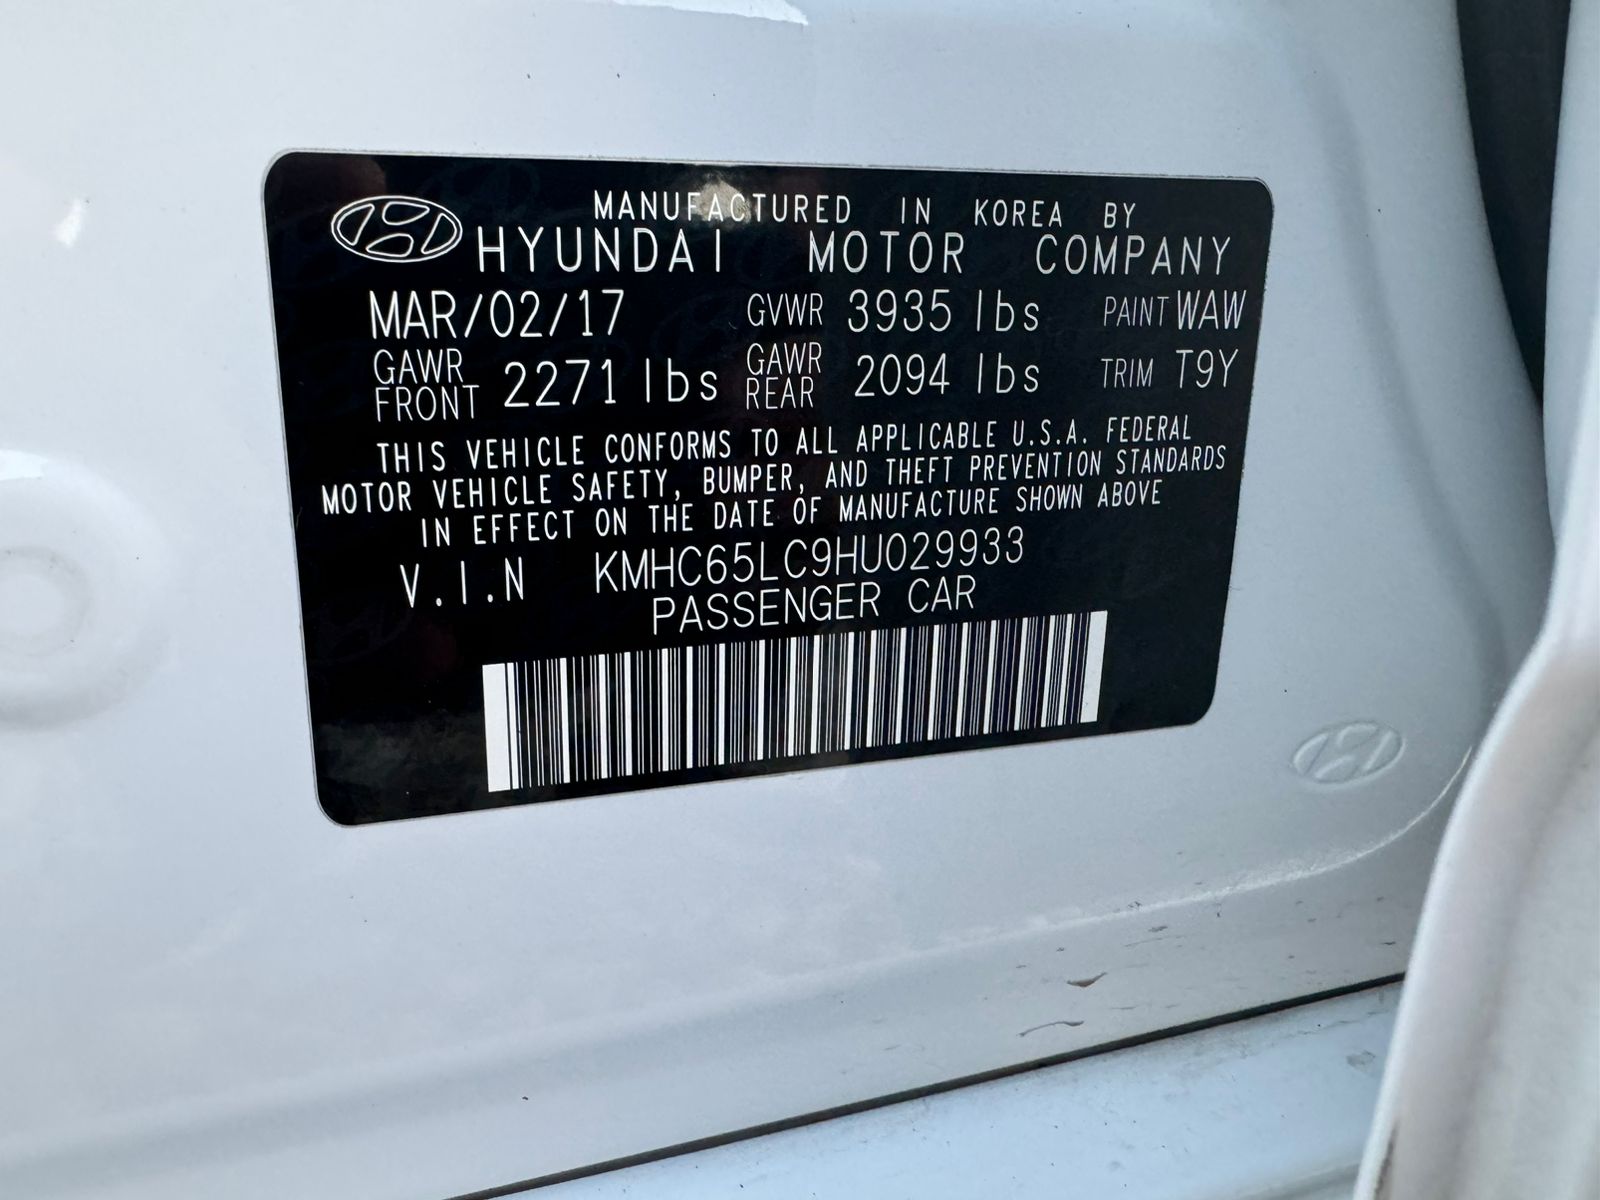 MANUFACTURED IN KOREA BY
HYUNDAI MOTOR COMPANY
MAR/02/17 GVWR 3935 lbs PAINT WAW
GAWR FRONT 2271 lbs GAWR REAR 2094 lbs TRIM T9Y
THIS VEHICLE CONFORMS TO ALL APPLICABLE U.S.A. FEDERAL
MOTOR VEHICLE SAFETY, BUMPER, AND THEFT PREVENTION STANDARDS
IN EFFECT ON THE DATE OF MANUFACTURE SHOWN ABOVE
V.I.N KMHC65LC9HU029933
PASSENGER CAR